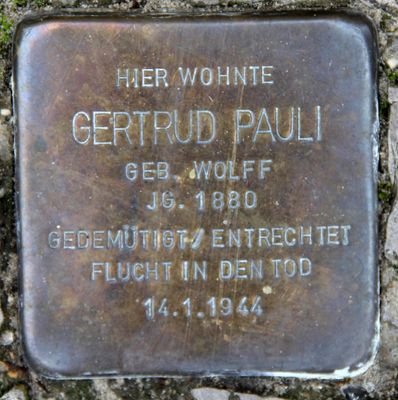 HIER WOHNTE
GERTRUD PAULI
GEB. WOLFF
JG. 1880
GEDEMÜTIGT/ENTRECHTET
FLUCHT IN DEN TOD
14.1.1944